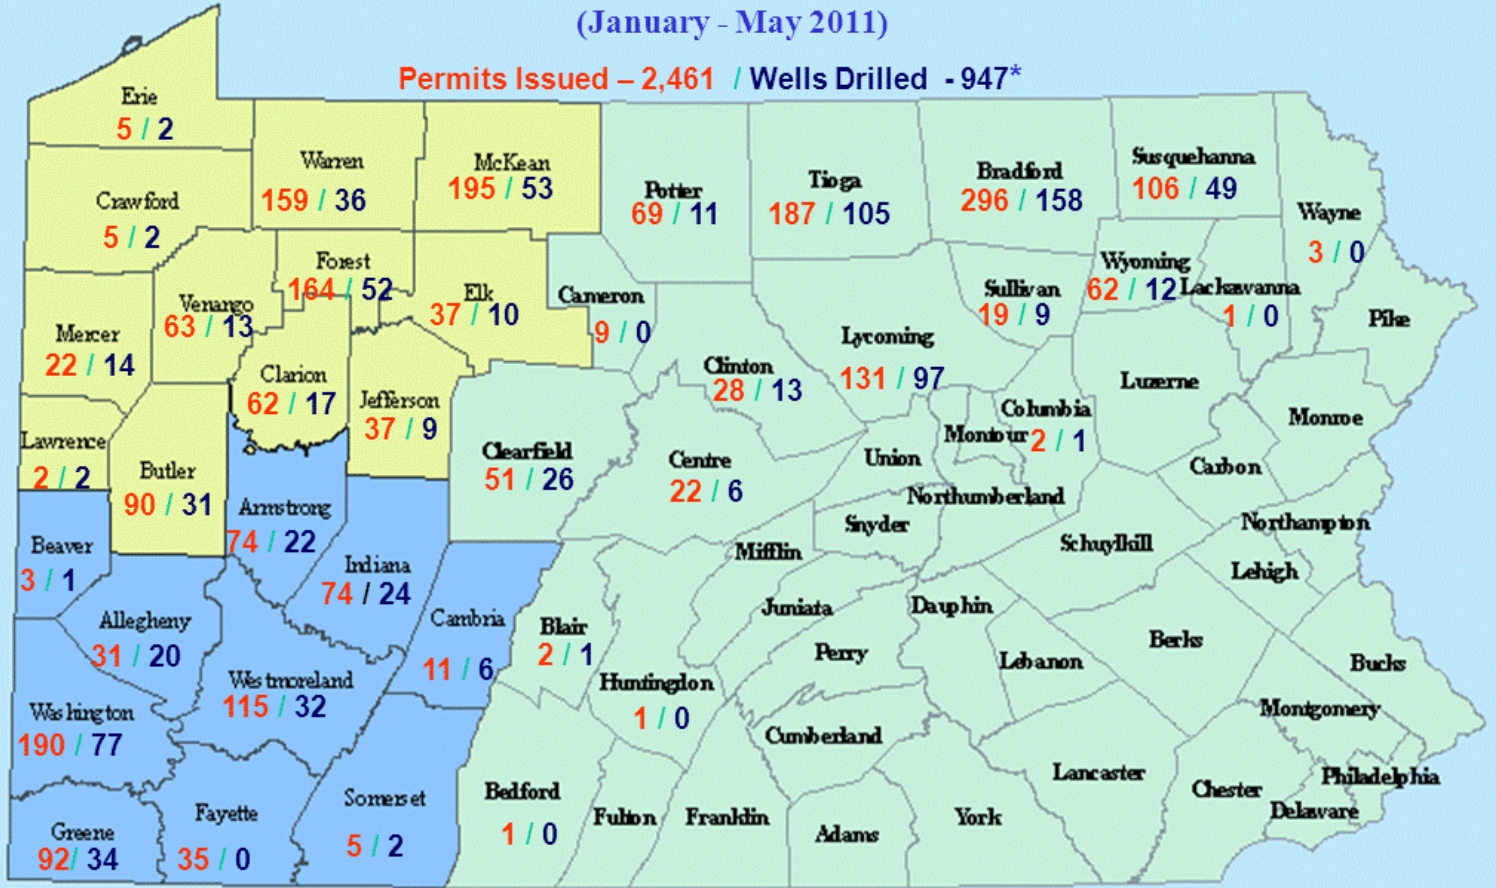 (January - May 2011)
Permits Issued – 2,461 / Wells Drilled - 947*
Erie
5 / 2
Warren
159 / 36
McKean
195 / 53
Potter
69 / 11
Tioga
187 / 105
Bradford
296 / 158
Susquehanna
106 / 49
Wayne
3 / 0
Crawford
5 / 2
Forest
164 / 52
Venango
63 / 13
Elk
37 / 10
Cameron
9 / 0
Sullivan
19 / 9
Wyoming
62 / 12
Lackawanna
1 / 0
Pike
Mercer
22 / 14
Lycoming
131 / 97
Clinton
28 / 13
Clarion
62 / 17
Jefferson
37 / 9
Luzerne
Monroe
Columbia
2 / 1
Montour
Lawrence
2 / 2
Butler
90 / 31
Clearfield
51 / 26
Centre
22 / 6
Union
Carbon
Northumberland
Armstrong
74 / 22
Snyder
Northampton
Beaver
3 / 1
Indiana
74 / 24
Mifflin
Schuylkill
Lehigh
Allegheny
31 / 20
Cambria
11 / 6
Blair
2 / 1
Juniata
Dauphin
Perry
Lebanon
Berks
Bucks
Westmoreland
115 / 32
Huntingdon
1 / 0
Washington
190 / 77
Cumberland
Montgomery
Lancaster
Philadelphia
Chester
Delaware
Bedford
1 / 0
Somerset
5 / 2
Fayette
35 / 0
Greene
92/ 34
Fulton
Franklin
Adams
York